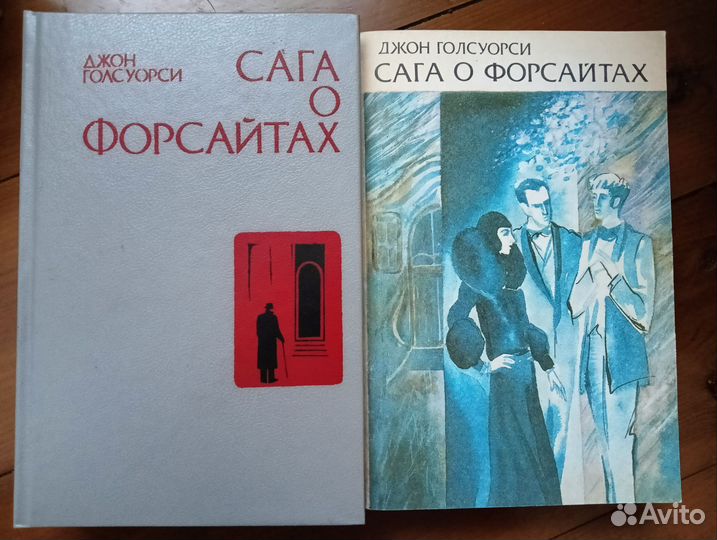 ДЖОН
ГОЛСУОРСИ
САГА
О
ФОРСАЙТАХ
ДЖОН ГОЛСУОРСИ
САГА О ФОРСАЙТАХ
Avito